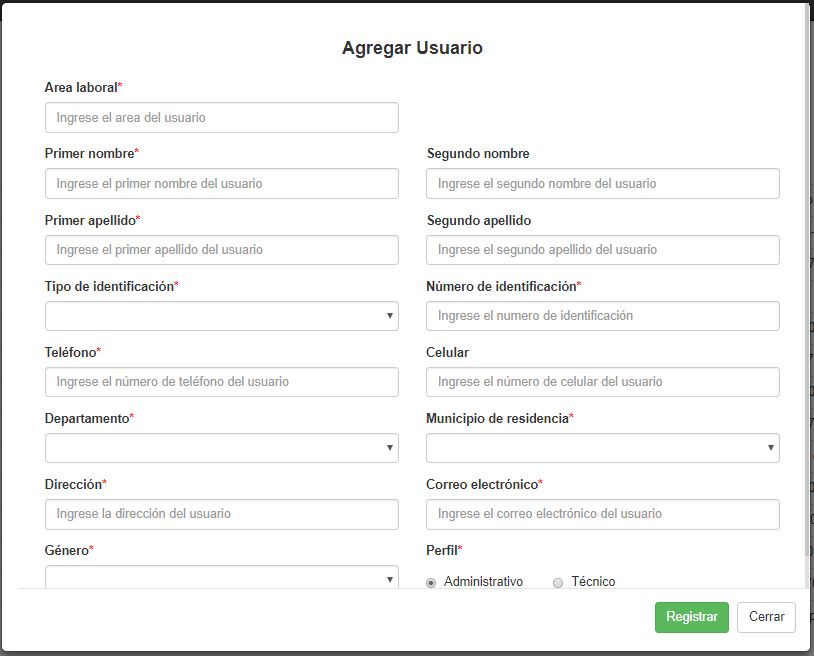 Agregar Usuario
Area laboral*
Ingrese el area del usuario
Primer nombre*
Segundo nombre
Ingrese el primer nombre del usuario
Ingrese el segundo nombre del usuario
Primer apellido*
Segundo apellido
Ingrese el primer apellido del usuario
Ingrese el segundo apellido del usuario
Tipo de identificación*
Número de identificación*
Ingrese el numero de identificación
Teléfono*
Celular
Ingrese el número de teléfono del usuario
Ingrese el número de celular del usuario
Departamento*
Municipio de residencia*
Dirección*
Correo electrónico*
Ingrese la dirección del usuario
Ingrese el correo electrónico del usuario
Género*
Perfil*
Administrativo
Técnico
Registrar
Cerrar